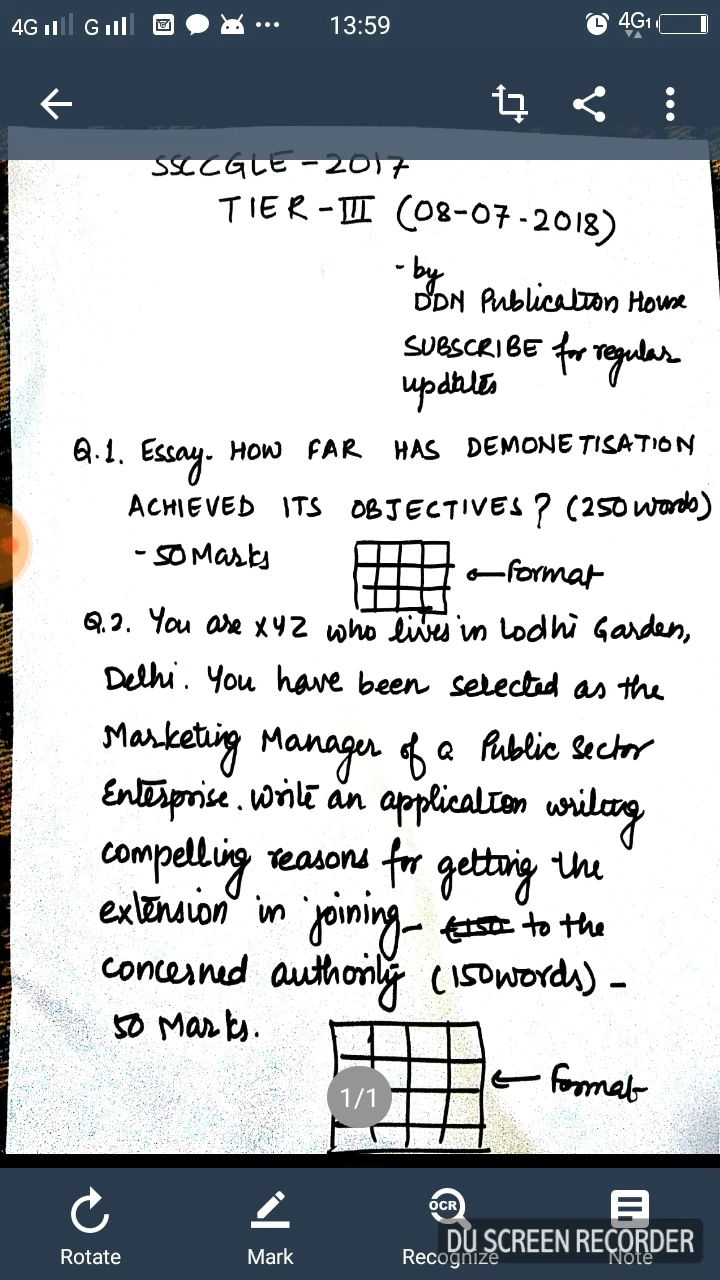 4G G 13:59 4G1
SSCCGLE - 2017
TIER - III (08-07-2018)
- by
DDN Publication House
SUBSCRIBE for regular
updates
Q.1. Essay. HOW FAR HAS DEMONETISATION
ACHIEVED ITS OBJECTIVES? (250 words)
- 50 Marks ← Format
Q.2. You are XYZ who lives in Lodhi Garden,
Delhi. You have been selected as the
Marketing Manager of a Public Sector
Enterprise. Write an application writing
compelling reasons for getting the
extension in joining - to the
concerned authority (150 words) -
50 Marks.
1/1 ← Format
OCR
Rotate Mark Recognize Note
DU SCREEN RECORDER